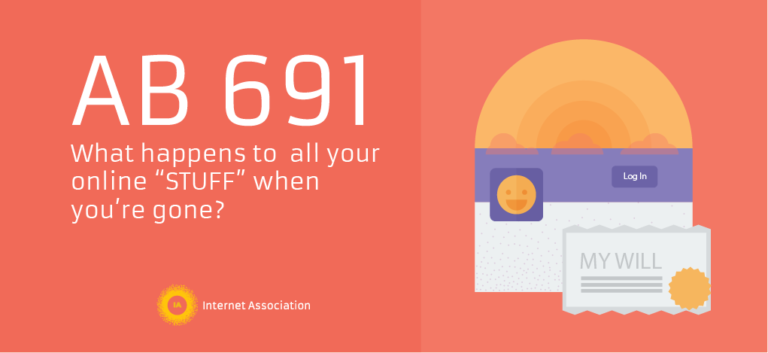 AB 691
What happens to all your
online “STUFF” when
you’re gone?
IA
Internet Association
Log In
MY WILL